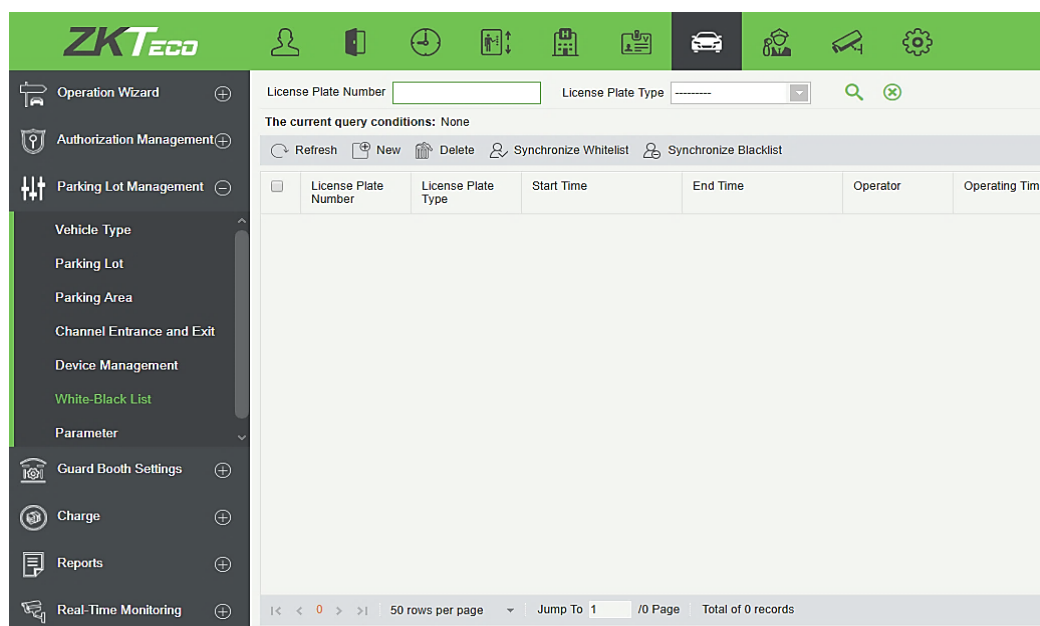 ZKTeco
Operation Wizard
Authorization Management
Parking Lot Management
Vehicle Type
Parking Lot
Parking Area
Channel Entrance and Exit
Device Management
White-Black List
Parameter
Guard Booth Settings
Charge
Reports
Real-Time Monitoring
License Plate Number License Plate Type ---------
The current query conditions: None
Refresh New Delete Synchronize Whitelist Synchronize Blacklist
License Plate Number License Plate Type Start Time End Time Operator Operating Tim
|< < 0 > >| 50 rows per page Jump To 1 /0 Page Total of 0 records